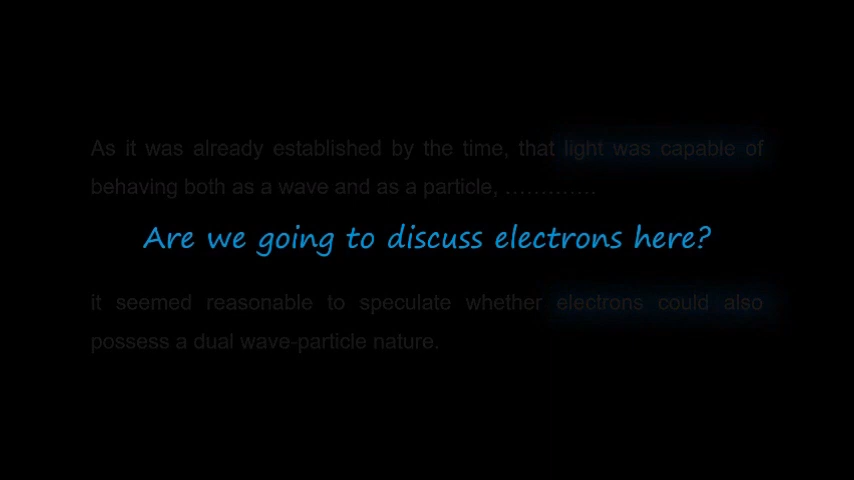 As it was already established by the time, that light was capable of
behaving both as a wave and as a particle, .............
Are we going to discuss electrons here?
it seemed reasonable to speculate whether electrons could also
possess a dual wave-particle nature.